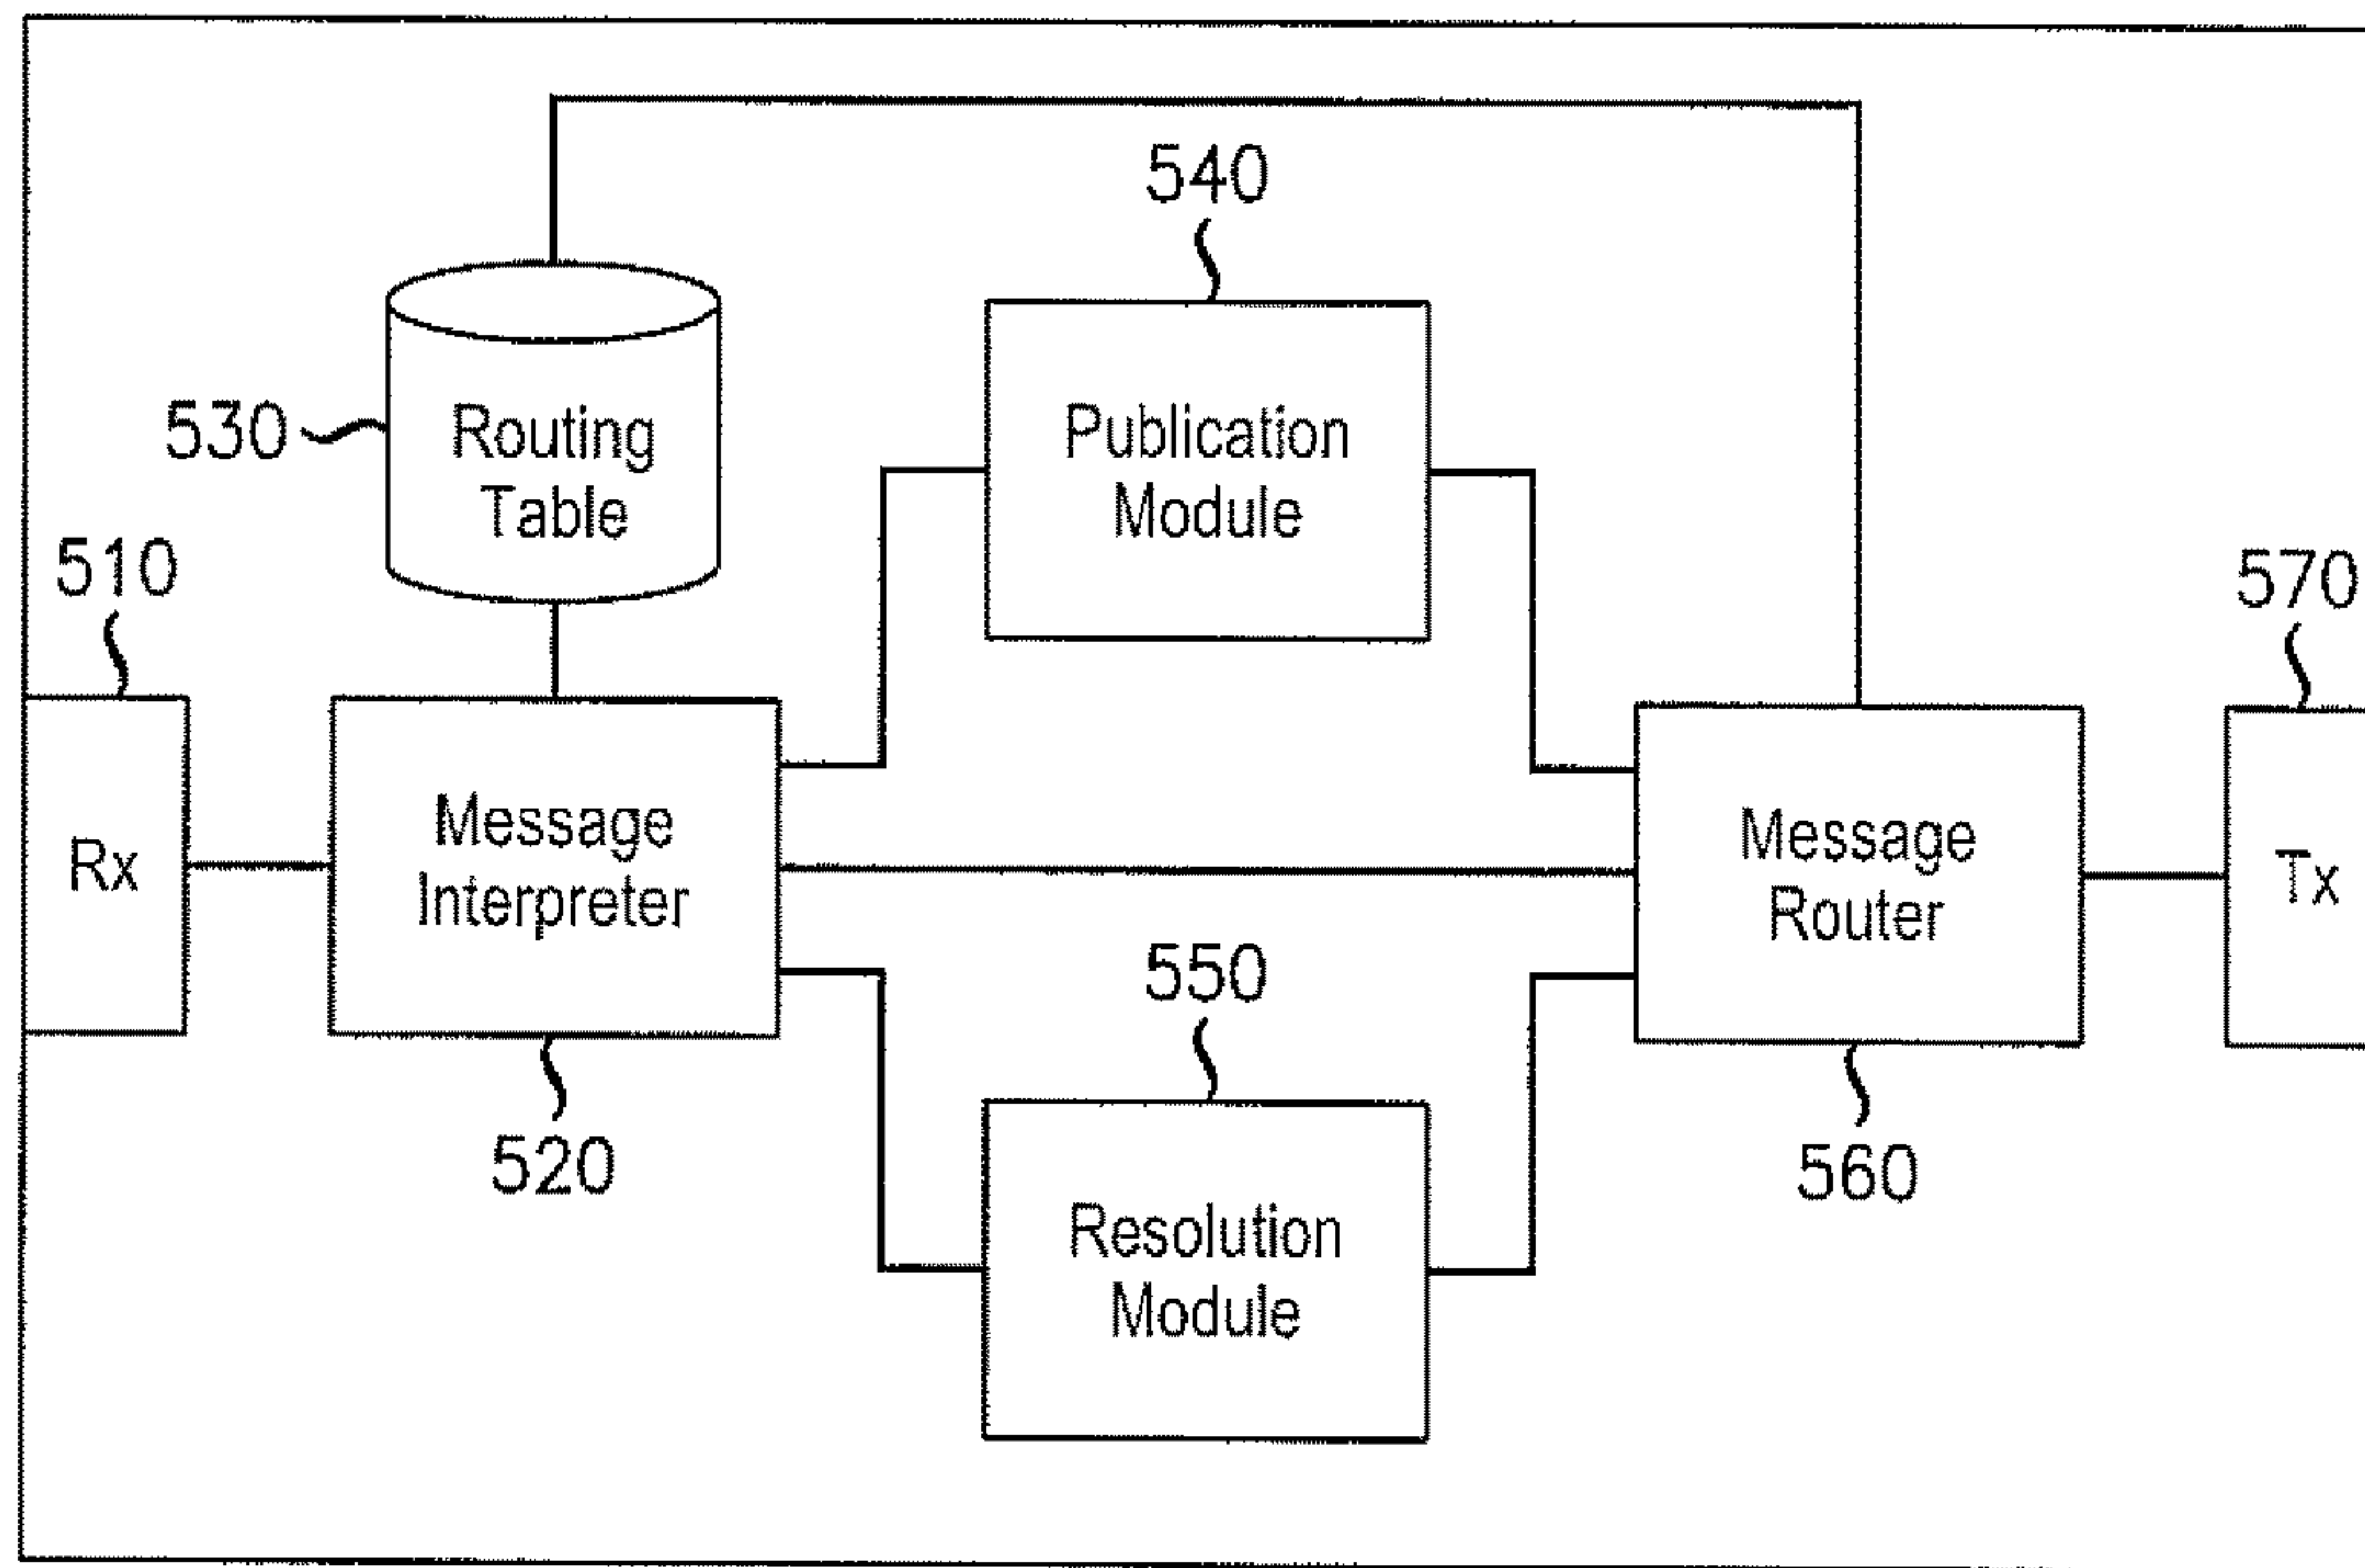 540
530
Routing
Table
Publication
Module
510
570
Rx
Message
Interpreter
Message
Router
Tx
550
520
560
Resolution
Module